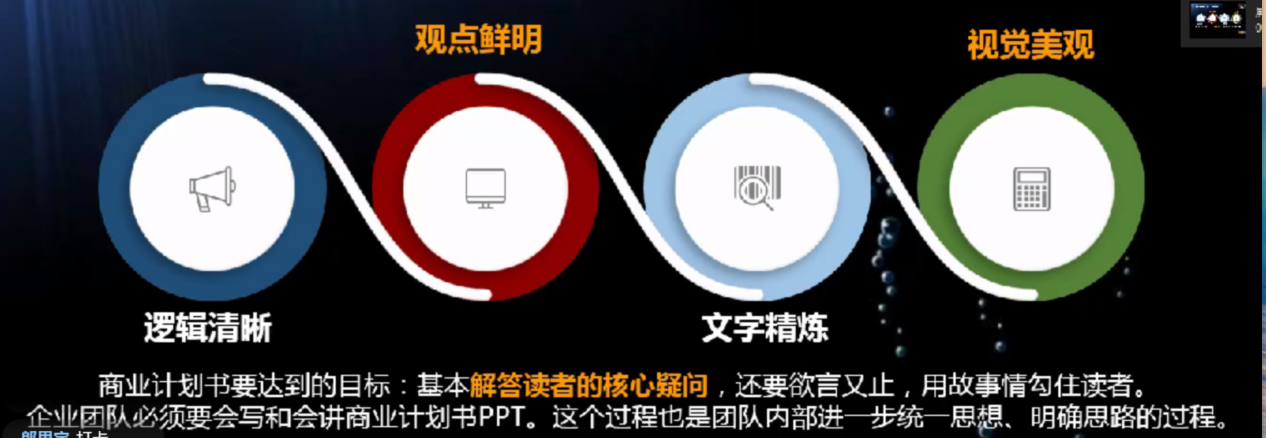 观点鲜明
视觉美观
逻辑清晰
文字精炼
商业计划书要达到的目标：基本解答读者的核心疑问，还要欲言又止，用故事情勾住读者。
企业团队必须要会写和会讲商业计划书PPT。这个过程也是团队内部进一步统一思想、明确思路的过程。